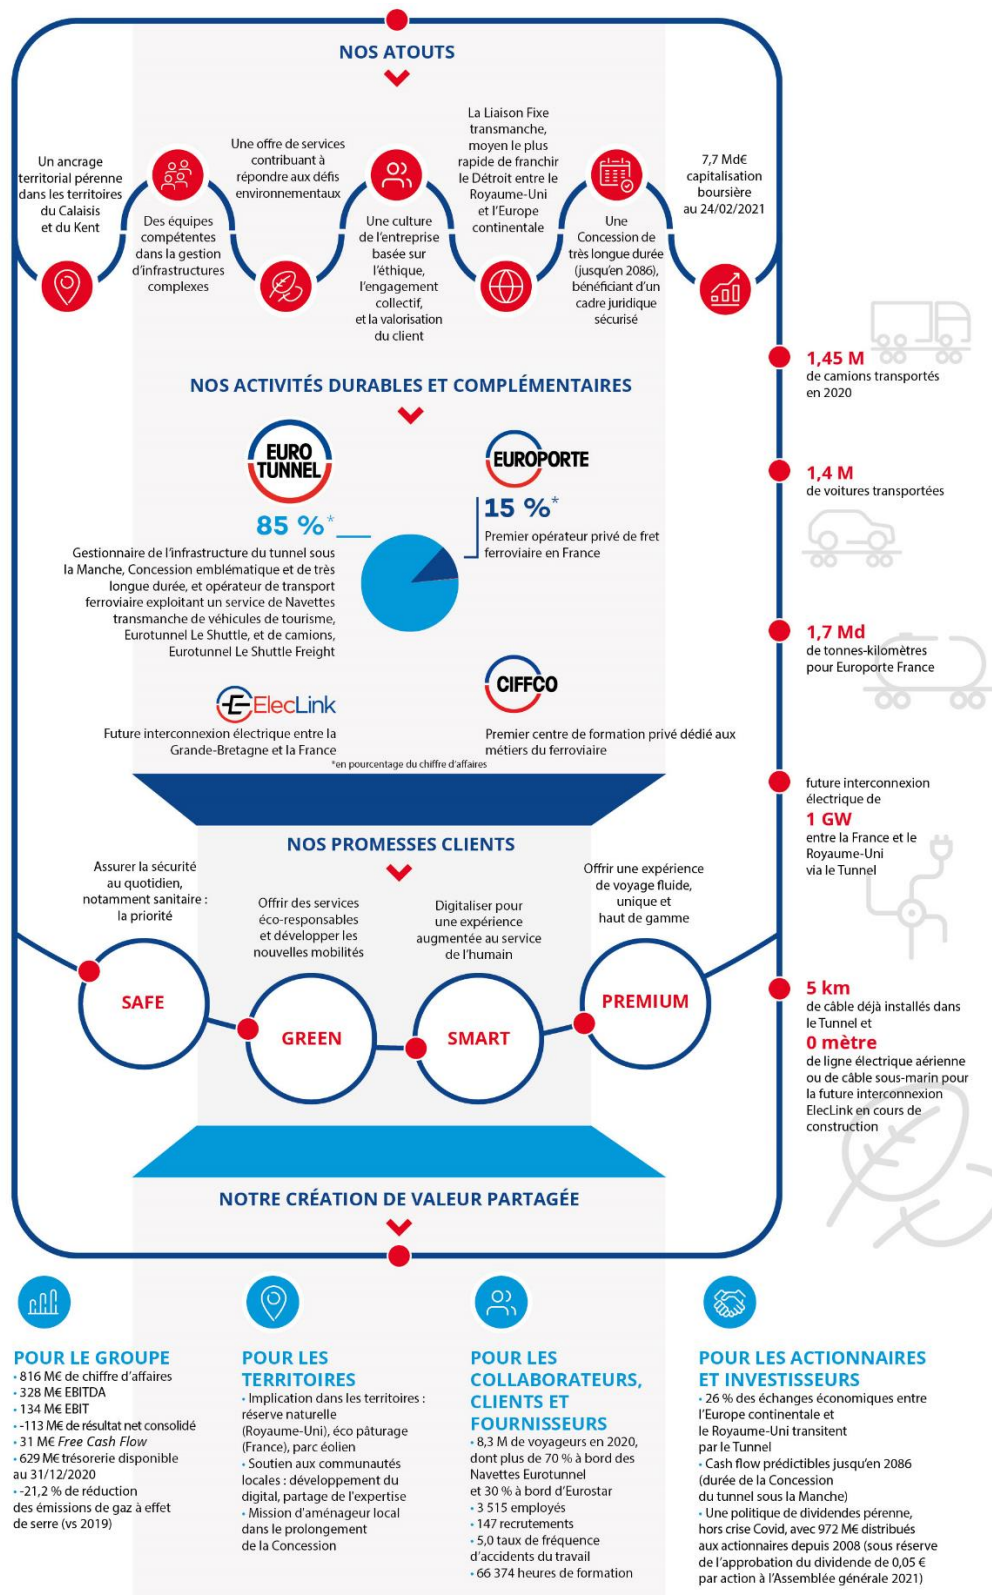 NOS ATOUTS
Un ancrage
territorial pérenne
dans les territoires
du Calaisis
et du Kent
Des équipes
compétentes
dans la gestion
d'infrastructures
complexes
Une offre de services
contribuant à
répondre aux défis
environnementaux
Une culture
de l'entreprise
basée sur
l'éthique,
l'engagement
collectif,
et la valorisation
du client
La Liaison Fixe
transmanche,
moyen le plus
rapide de franchir
le Détroit entre le
Royaume-Uni
et l'Europe
continentale
Une
Concession de
très longue durée
(jusqu'en 2086),
bénéficiant d'un
cadre juridique
sécurisé
7,7 Md€
capitalisation
boursière
au 24/02/2021
1,45 M
de camions transportés
en 2020
1,4 M
de voitures transportées
1,7 Md
de tonnes-kilomètres
pour Europorte France
future interconnexion
électrique de
1 GW
entre la France et le
Royaume-Uni
via le Tunnel
5 km
de câble déjà installés dans
le Tunnel et
0 mètre
de ligne électrique aérienne
ou de câble sous-marin pour
la future interconnexion
ElecLink en cours de
construction
NOS ACTIVITÉS DURABLES ET COMPLÉMENTAIRES
EURO
TUNNEL
85 %*
Gestionnaire de l'infrastructure du tunnel sous
la Manche, Concession emblématique et de très
longue durée, et opérateur de transport
ferroviaire exploitant un service de Navettes
transmanche de véhicules de tourisme,
Eurotunnel Le Shuttle, et de camions,
Eurotunnel Le Shuttle Freight
EUROPORTE
15 %*
Premier opérateur privé de fret
ferroviaire en France
ElecLink
Future interconnexion électrique entre la
Grande-Bretagne et la France
CIFFCO
Premier centre de formation privé dédié aux
métiers du ferroviaire
*en pourcentage du chiffre d'affaires
NOS PROMESSES CLIENTS
Assurer la sécurité
au quotidien,
notamment sanitaire :
la priorité
SAFE
Offrir des services
éco-responsables
et développer les
nouvelles mobilités
GREEN
Digitaliser pour
une expérience
augmentée au service
de l'humain
SMART
Offrir une expérience
de voyage fluide,
unique et
haut de gamme
PREMIUM
NOTRE CRÉATION DE VALEUR PARTAGÉE
POUR LE GROUPE
• 816 M€ de chiffre d'affaires
• 328 M€ EBITDA
• 134 M€ EBIT
• -113 M€ de résultat net consolidé
• 31 M€ Free Cash Flow
• 629 M€ trésorerie disponible
au 31/12/2020
• -21,2 % de réduction
des émissions de gaz à effet
de serre (vs 2019)
POUR LES
TERRITOIRES
• Implication dans les territoires :
réserve naturelle
(Royaume-Uni), éco pâturage
(France), parc éolien
• Soutien aux communautés
locales : développement du
digital, partage de l'expertise
• Mission d'aménageur local
dans le prolongement
de la Concession
POUR LES
COLLABORATEURS,
CLIENTS ET
FOURNISSEURS
• 8,3 M de voyageurs en 2020,
dont plus de 70 % à bord des
Navettes Eurotunnel
et 30 % à bord d'Eurostar
• 3 515 employés
• 147 recrutements
• 5,0 taux de fréquence
d'accidents du travail
• 66 374 heures de formation
POUR LES ACTIONNAIRES
ET INVESTISSEURS
• 26 % des échanges économiques entre
l'Europe continentale et
le Royaume-Uni transitent
par le Tunnel
• Cash flow prédictibles jusqu'en 2086
(durée de la Concession
du tunnel sous la Manche)
• Une politique de dividendes pérenne,
hors crise Covid, avec 972 M€ distribués
aux actionnaires depuis 2008 (sous réserve
de l'approbation du dividende de 0,05 €
par action à l'Assemblée générale 2021)